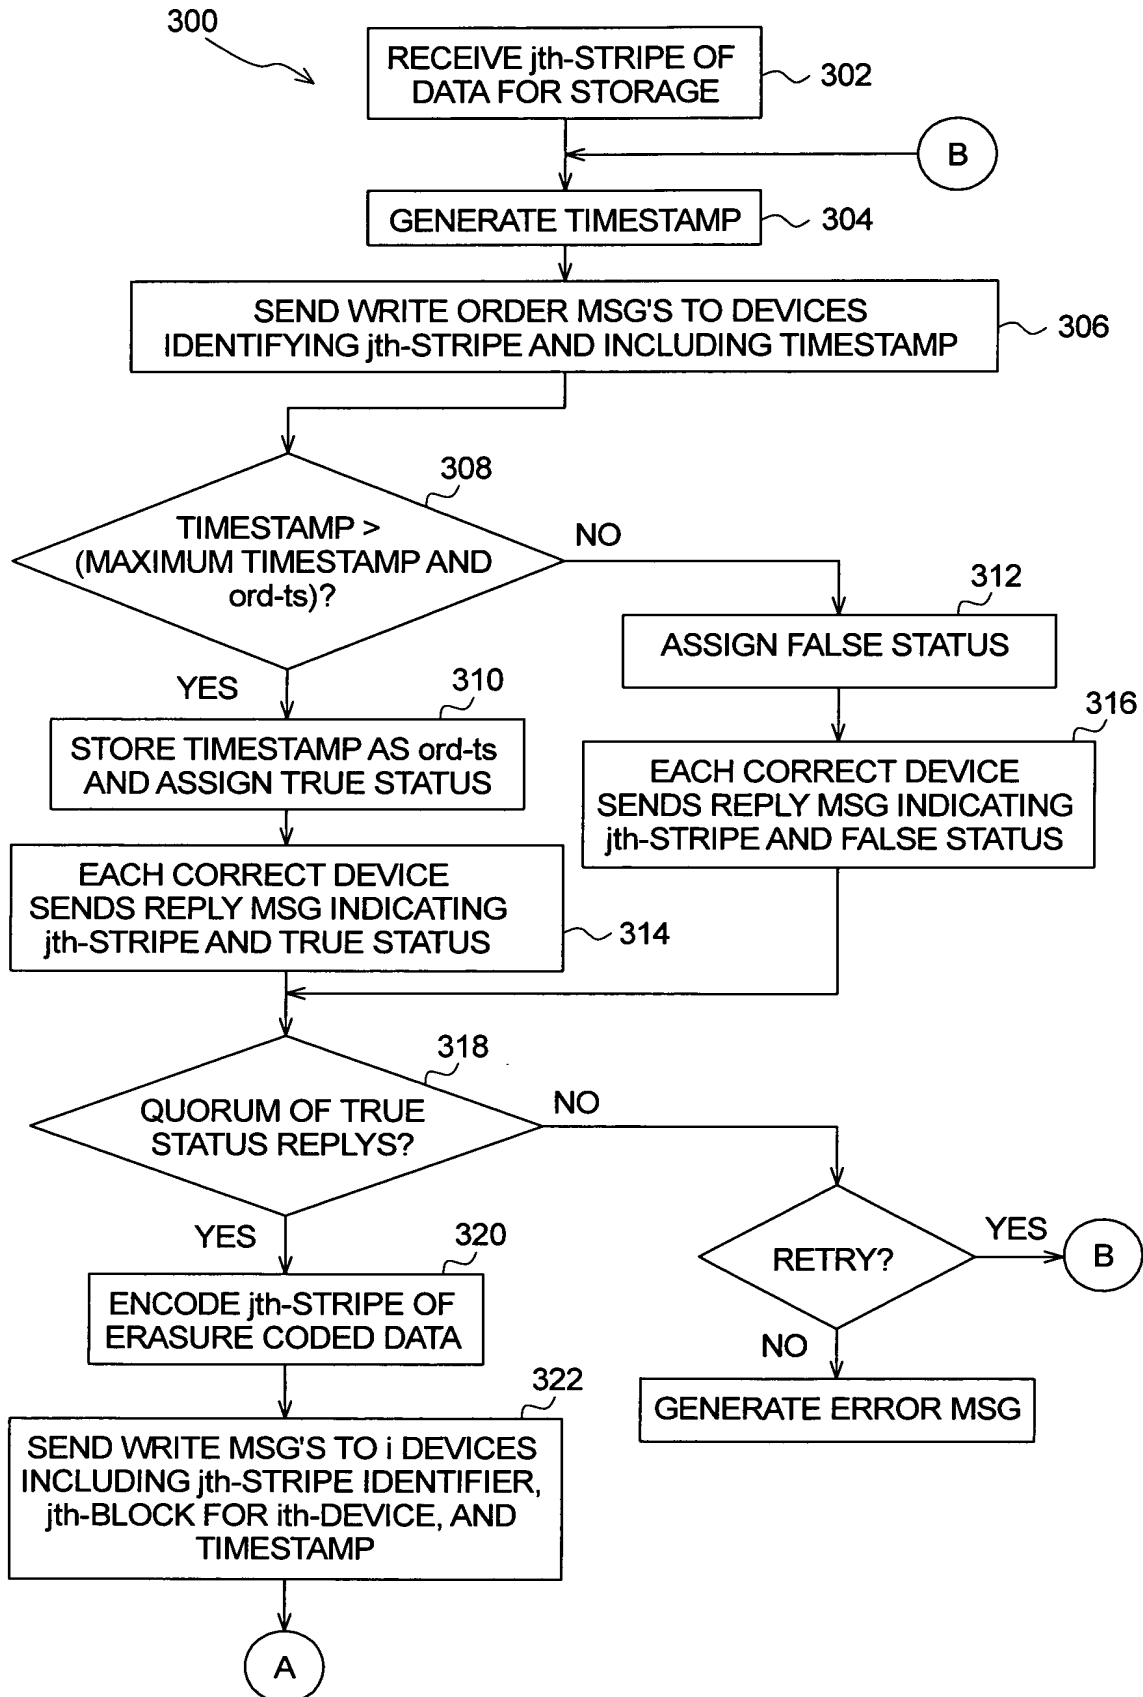 300
RECEIVE jth-STRIPE OF
DATA FOR STORAGE
302
B
GENERATE TIMESTAMP
304
SEND WRITE ORDER MSG'S TO DEVICES
IDENTIFYING jth-STRIPE AND INCLUDING TIMESTAMP
306
308
TIMESTAMP >
(MAXIMUM TIMESTAMP AND
ord-ts)?
NO
YES
312
ASSIGN FALSE STATUS
310
STORE TIMESTAMP AS ord-ts
AND ASSIGN TRUE STATUS
316
EACH CORRECT DEVICE
SENDS REPLY MSG INDICATING
jth-STRIPE AND FALSE STATUS
EACH CORRECT DEVICE
SENDS REPLY MSG INDICATING
jth-STRIPE AND TRUE STATUS
314
318
QUORUM OF TRUE
STATUS REPLYS?
NO
YES
RETRY?
YES
B
NO
GENERATE ERROR MSG
320
ENCODE jth-STRIPE OF
ERASURE CODED DATA
322
SEND WRITE MSG'S TO i DEVICES
INCLUDING jth-STRIPE IDENTIFIER,
jth-BLOCK FOR ith-DEVICE, AND
TIMESTAMP
A